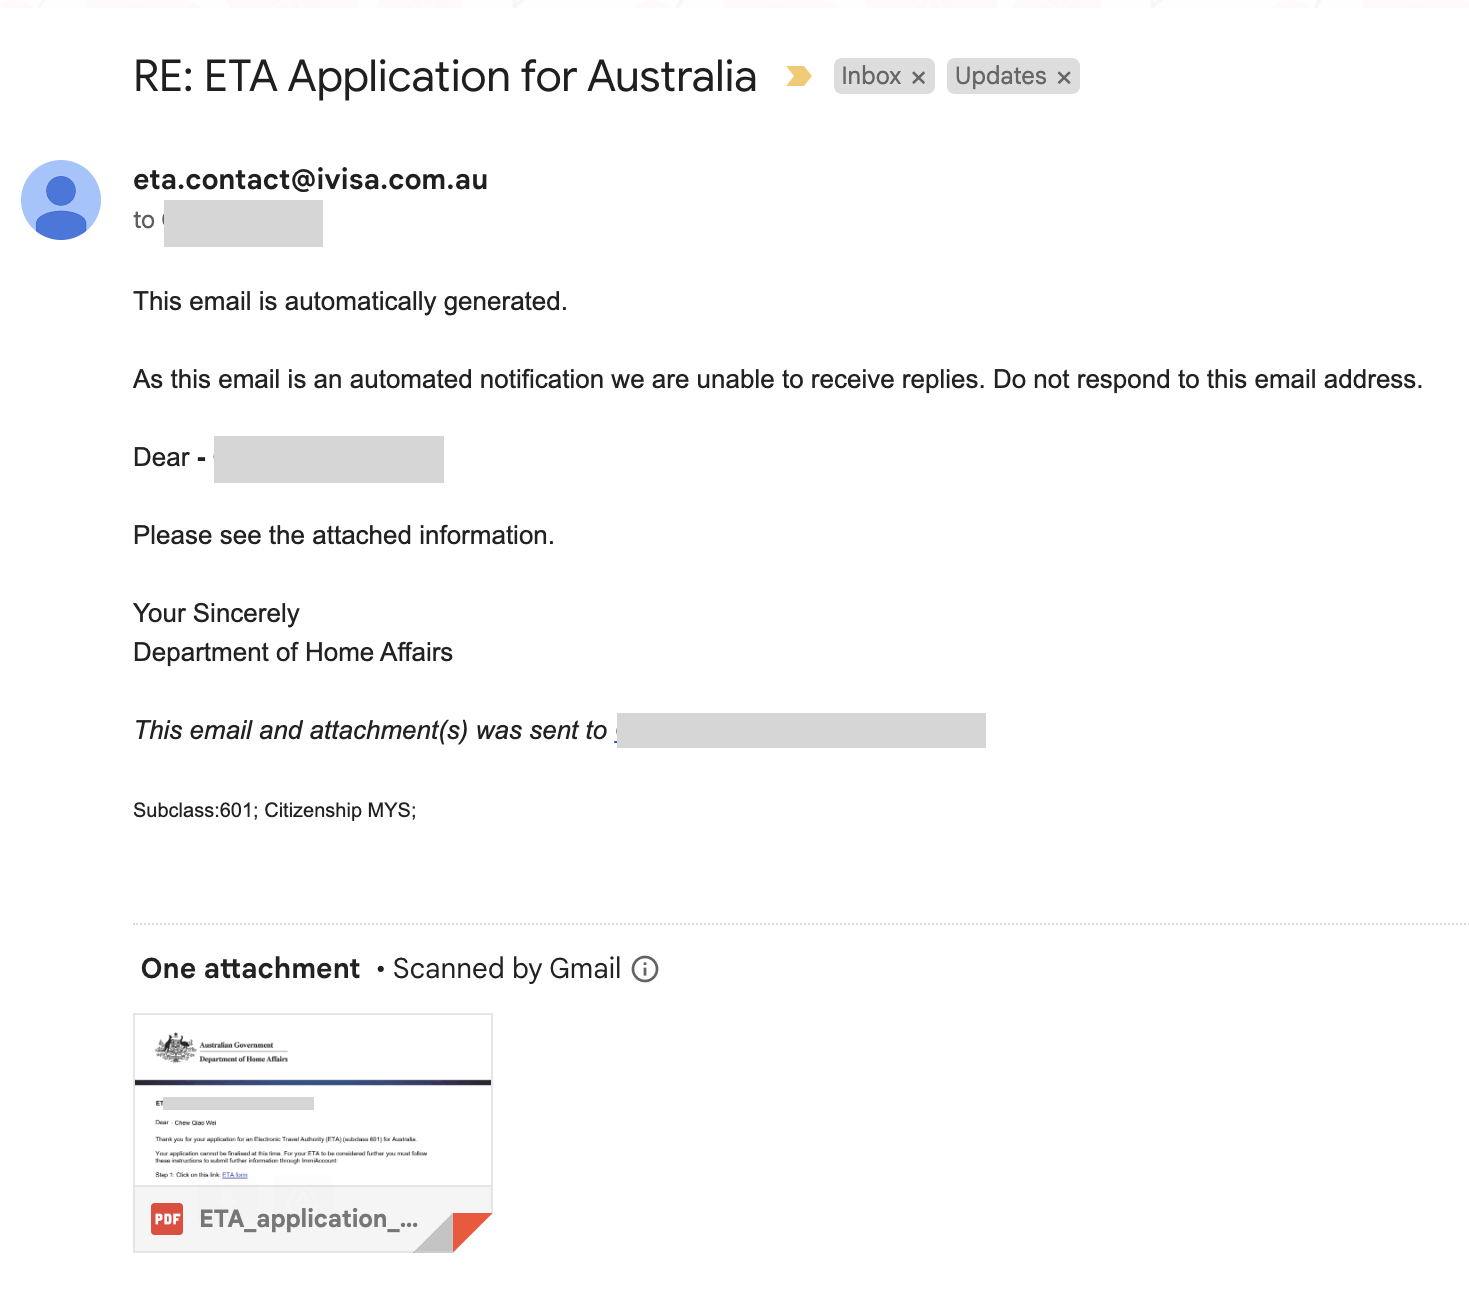 RE: ETA Application for Australia
Inbox ×
Updates ×
eta.contact@ivisa.com.au
to
This email is automatically generated.
As this email is an automated notification we are unable to receive replies. Do not respond to this email address.
Dear -
Please see the attached information.
Your Sincerely
Department of Home Affairs
This email and attachment(s) was sent to
Subclass:601; Citizenship MYS;
One attachment • Scanned by Gmail
Australian Government
Department of Home Affairs
ET
Dear - Chew Qiao Wei
Thank you for your application for an Electronic Travel Authority (ETA) (subclass 601) for Australia.
Your application cannot be finalised at this time. For your ETA to be considered further you must follow
these instructions to submit further information through ImmiAccount:
Step 1: Click on this link: ETA form
PDF
ETA_application_...